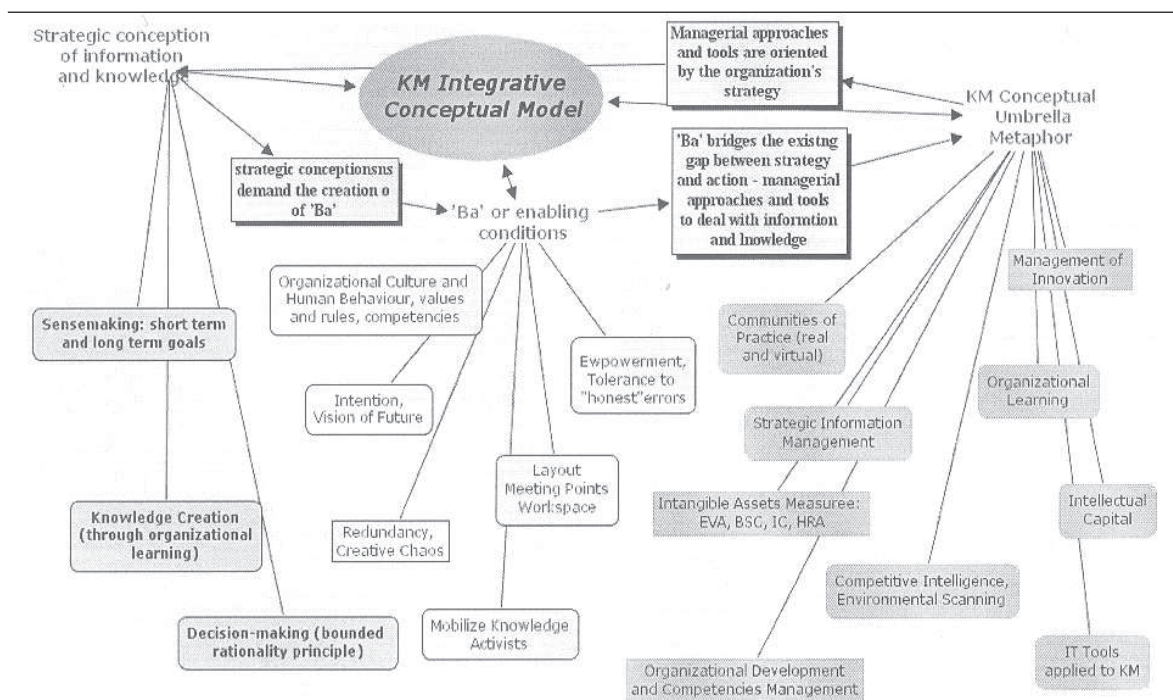 Strategic conception
of information
and knowledge
KM Integrative
Conceptual Model
Managerial approaches
and tools are oriented
by the organization's
strategy
KM Conceptual
Umbrella
Metaphor
strategic conceptionsns
demand the creation o
of 'Ba'
'Ba' or enabling
conditions
'Ba' bridges the existng
gap between strategy
and action - managerial
approaches and tools
to deal with informtion
and lnowledge
Sensemaking: short term
and long term goals
Knowledge Creation
(through organizational
learning)
Decision-making (bounded
rationality principle)
Organizational Culture and
Human Behaviour, values
and rules, competencies
Intention,
Vision of Future
Redundancy,
Creative Chaos
Mobilize Knowledge
Activists
Layout
Meeting Points
Workspace
Ewpowerment,
Tolerance to
"honest"errors
Communities of
Practice (real
and virtual)
Strategic Information
Management
Intangible Assets Measuree:
EVA, BSC, IC, HRA
Organizational Development
and Competencies Management
Competitive Intelligence,
Environmental Scanning
Management of
Innovation
Organizational
Learning
Intellectual
Capital
IT Tools
applied to KM